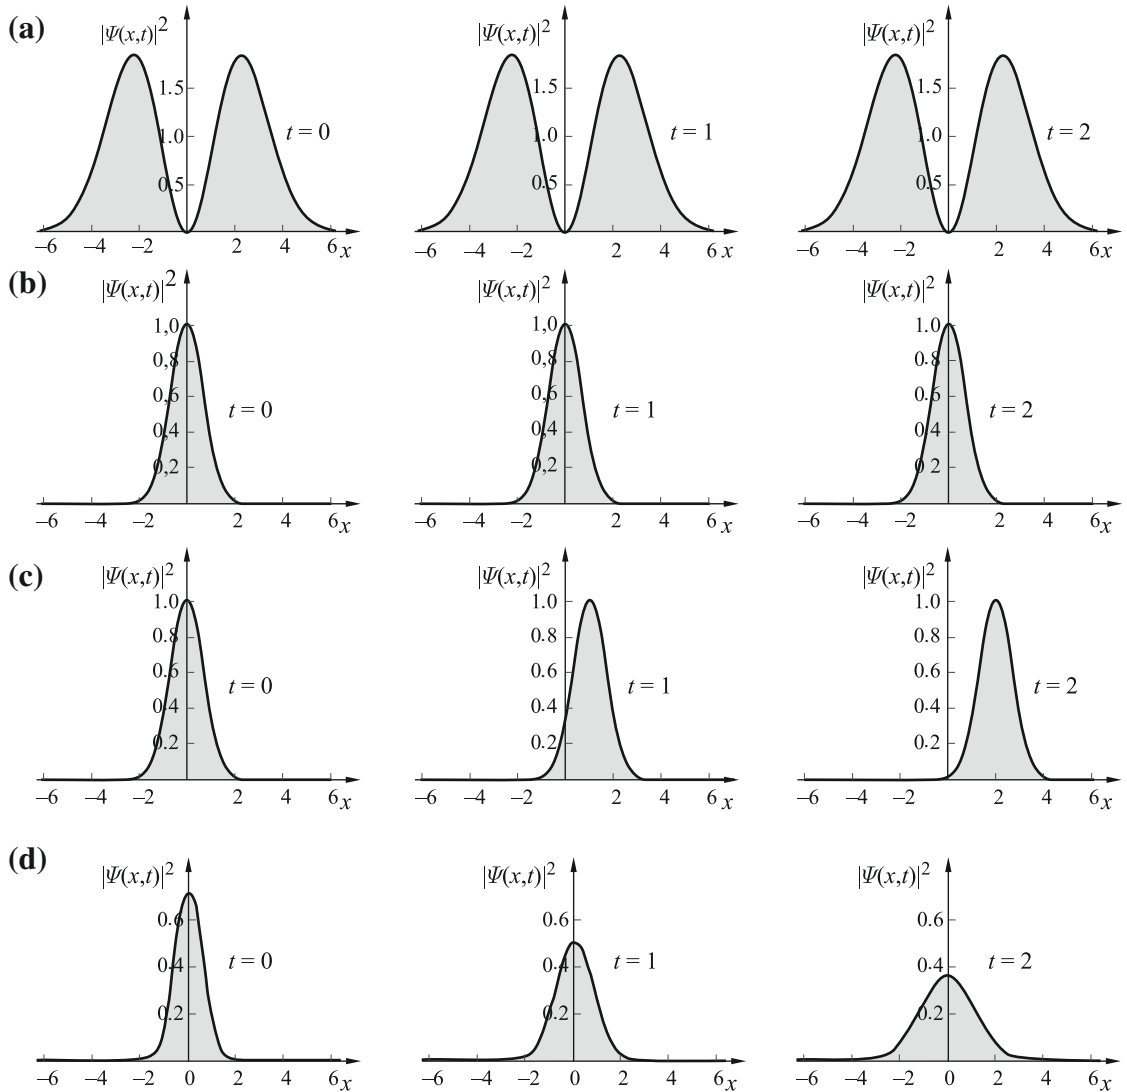 (a) |Ψ(x,t)|² |Ψ(x,t)|² |Ψ(x,t)|²
1.5 1.5 1.5
1.0 t = 0 1.0 t = 1 1.0 t = 2
0.5 0.5 0.5
–6 –4 –2 2 4 6 x –6 –4 –2 2 4 6 x –6 –4 –2 2 4 6 x
(b) |Ψ(x,t)|² |Ψ(x,t)|² |Ψ(x,t)|²
1,0 1,0 1,0
0,8 0,8 0,8
0,6 0,6 0,6
0,4 t = 0 0,4 t = 1 0,4 t = 2
0,2 0,2 0 2
–6 –4 –2 2 4 6 x –6 –4 –2 2 4 6 x –6 –4 –2 2 4 6 x
(c) |Ψ(x,t)|² |Ψ(x,t)|² |Ψ(x,t)|²
1.0 1.0 1.0
0.8 0.8 0.8
0.6 0.6 0.6
0.4 t = 0 0.4 t = 1 0.4 t = 2
0.2 0.2 0.2
–6 –4 –2 2 4 6 x –6 –4 –2 2 4 6 x –6 –4 –2 2 4 6 x
(d) |Ψ(x,t)|² |Ψ(x,t)|² |Ψ(x,t)|²
0.6 0.6 0.6
0.4 t = 0 0.4 t = 1 0.4 t = 2
0.2 0.2 0.2
–6 –4 –2 0 2 4 6 x –6 –4 –2 0 2 4 6 x –6 –4 –2 0 2 4 6 x